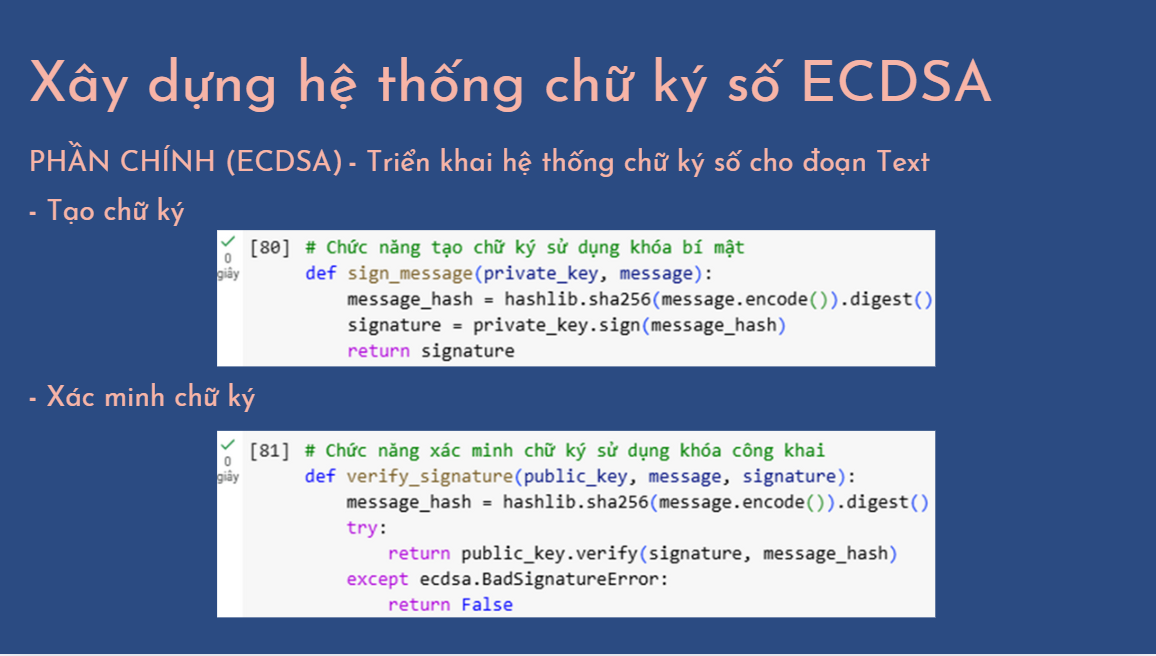 Xây dựng hệ thống chữ ký số ECDSA
PHẦN CHÍNH (ECDSA) - Triển khai hệ thống chữ ký số cho đoạn Text
- Tạo chữ ký
✓ 0 giây
[80] # Chức năng tạo chữ ký sử dụng khóa bí mật
def sign_message(private_key, message):
    message_hash = hashlib.sha256(message.encode()).digest()
    signature = private_key.sign(message_hash)
    return signature
- Xác minh chữ ký
✓ 0 giây
[81] # Chức năng xác minh chữ ký sử dụng khóa công khai
def verify_signature(public_key, message, signature):
    message_hash = hashlib.sha256(message.encode()).digest()
    try:
        return public_key.verify(signature, message_hash)
    except ecdsa.BadSignatureError:
        return False